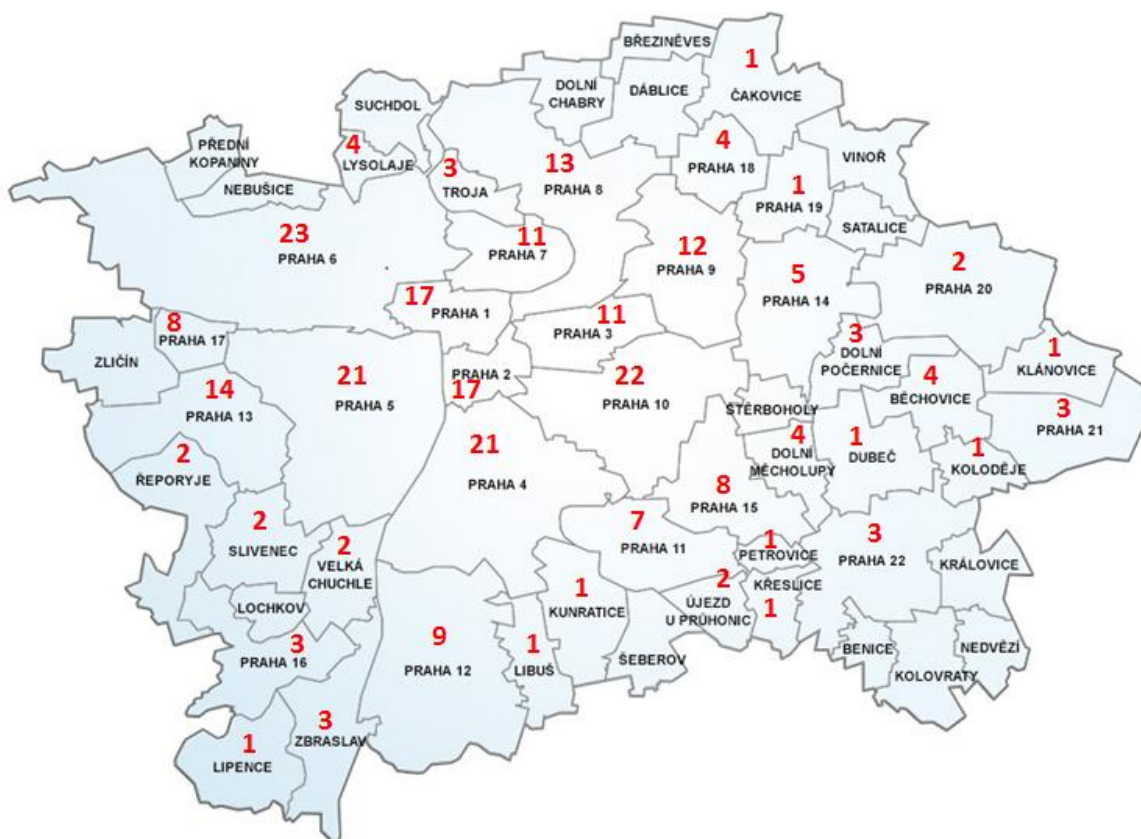 BŘEZINĚVES
1
ČAKOVICE
DOLNÍ
CHABRY
ĎÁBLICE
SUCHDOL
PŘEDNÍ
KOPANINY
4
LYSOLAJE
3
TROJA
13
PRAHA 8
4
PRAHA 18
VINOŘ
NEBUŠICE
1
PRAHA 19
SATALICE
23
PRAHA 6
11
PRAHA 7
12
PRAHA 9
5
PRAHA 14
2
PRAHA 20
17
PRAHA 1
11
PRAHA 3
8
PRAHA 17
ZLIČÍN
3
DOLNÍ
POČERNICE
1
KLÁNOVICE
14
PRAHA 13
21
PRAHA 5
PRAHA 2
17
22
PRAHA 10
4
BĚCHOVICE
ŠTĚRBOHOLY
3
PRAHA 21
2
ŘEPORYJE
21
PRAHA 4
4
DOLNÍ
MĚCHOLUPY
1
DUBEČ
1
KOLODĚJE
8
PRAHA 15
2
SLIVENEC
2
VELKÁ
CHUCHLE
7
PRAHA 11
1
PETROVICE
3
PRAHA 22
KRÁLOVICE
LOCHKOV
1
KUNRATICE
2
ÚJEZD
U PRŮHONIC
KŘESLICE
1
3
PRAHA 16
9
PRAHA 12
1
LIBUŠ
ŠEBEROV
BENICE
NEDVĚZÍ
KOLOVRATY
3
ZBRASLAV
1
LIPENCE